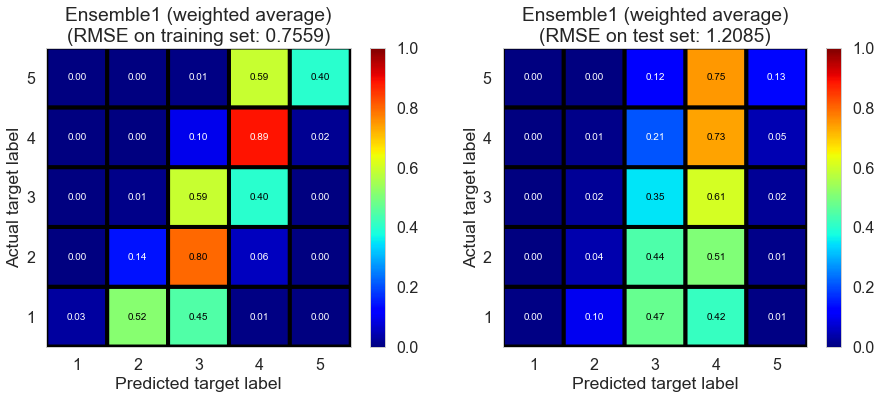 Ensemble1 (weighted average)
(RMSE on training set: 0.7559)
Actual target label
5 0.00 0.00 0.01 0.59 0.40
4 0.00 0.00 0.10 0.89 0.02
3 0.00 0.01 0.59 0.40 0.00
2 0.00 0.14 0.80 0.06 0.00
1 0.03 0.52 0.45 0.01 0.00
1 2 3 4 5
Predicted target label
1.0
0.8
0.6
0.4
0.2
0.0
Ensemble1 (weighted average)
(RMSE on test set: 1.2085)
Actual target label
5 0.00 0.00 0.12 0.75 0.13
4 0.00 0.01 0.21 0.73 0.05
3 0.00 0.02 0.35 0.61 0.02
2 0.00 0.04 0.44 0.51 0.01
1 0.00 0.10 0.47 0.42 0.01
1 2 3 4 5
Predicted target label
1.0
0.8
0.6
0.4
0.2
0.0